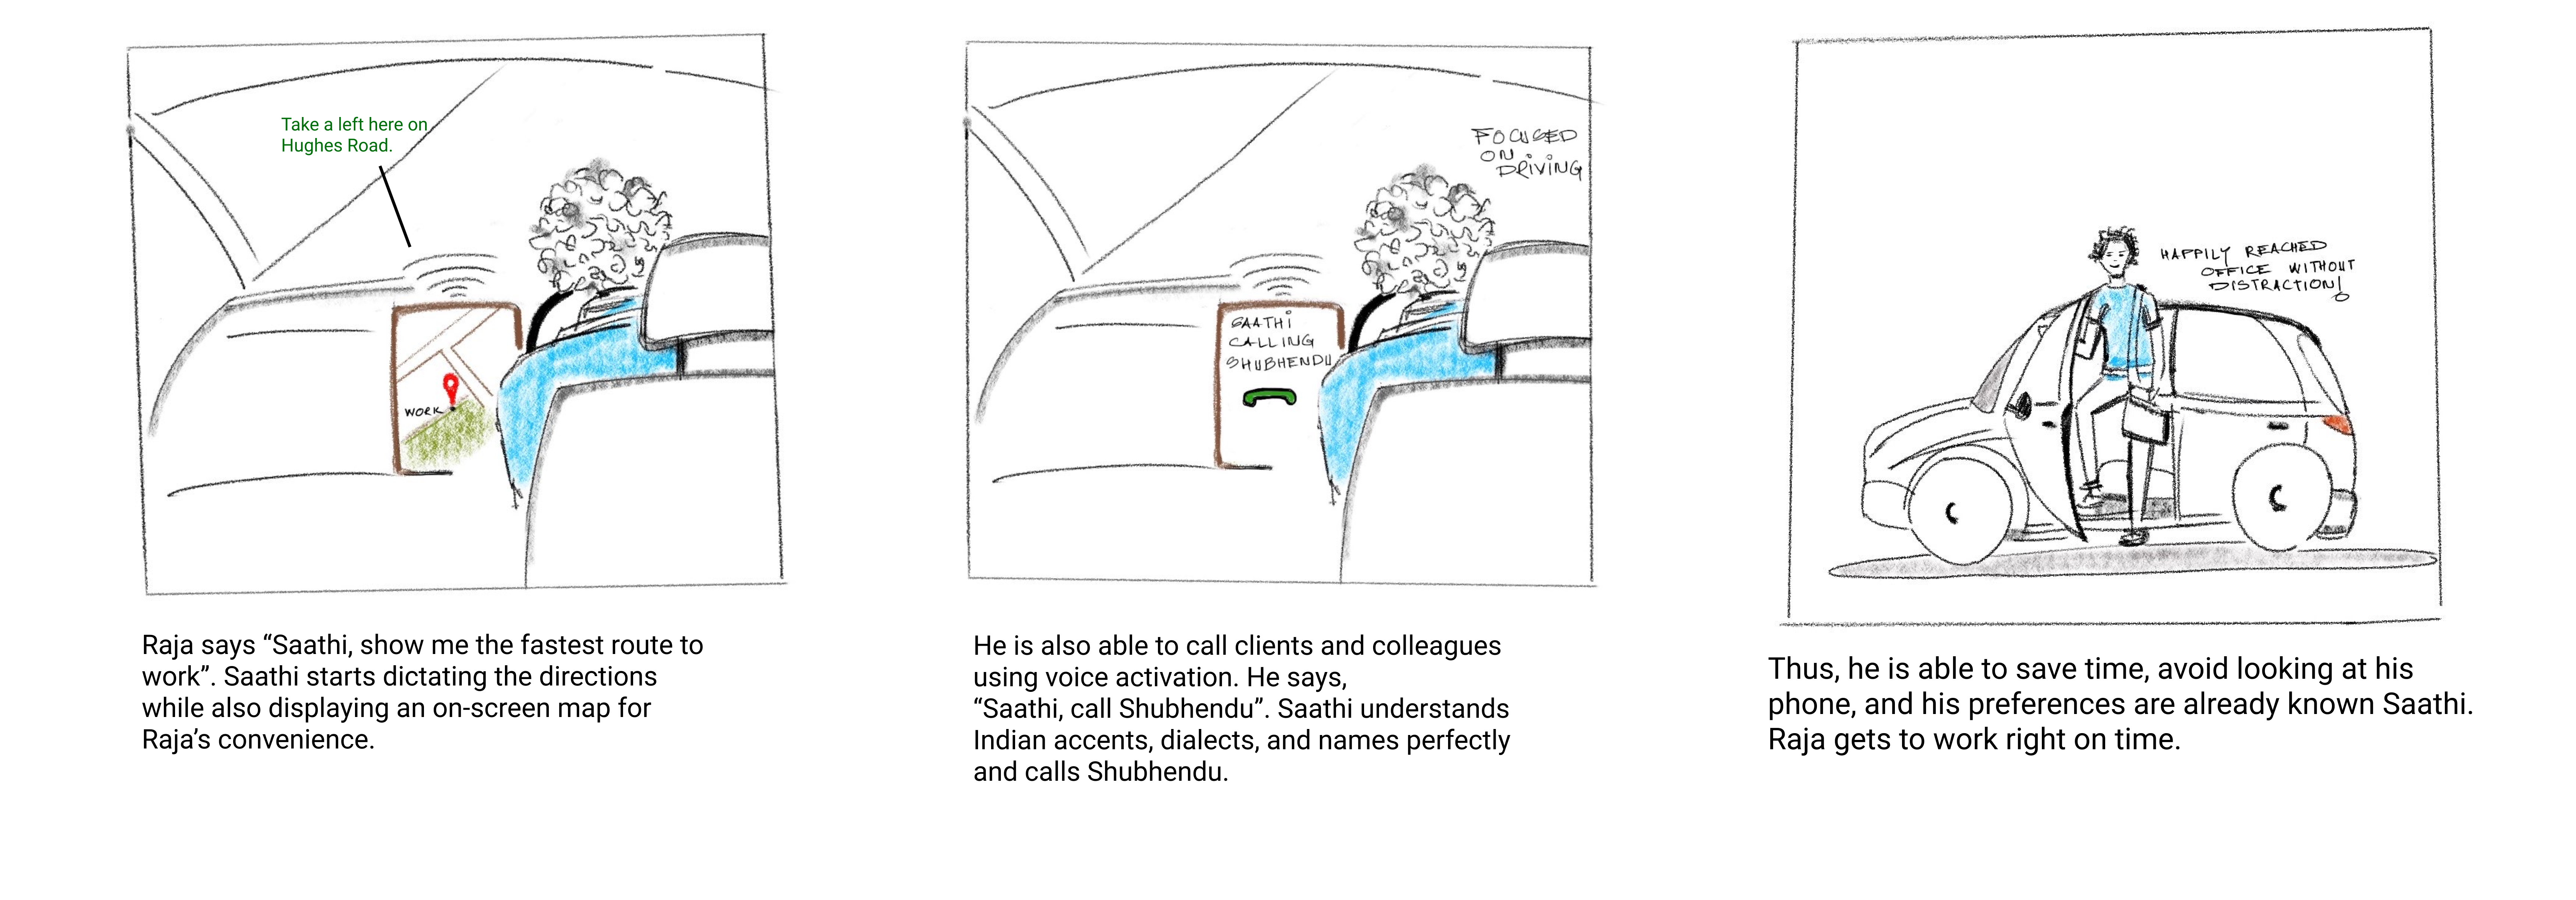 Take a left here on
Hughes Road.
WORK
Raja says “Saathi, show me the fastest route to
work”. Saathi starts dictating the directions
while also displaying an on-screen map for
Raja’s convenience.
FOCUSED
ON
DRIVING
SAATHI
CALLING
SHUBHENDU
He is also able to call clients and colleagues
using voice activation. He says,
“Saathi, call Shubhendu”. Saathi understands
Indian accents, dialects, and names perfectly
and calls Shubhendu.
HAPPILY REACHED
OFFICE WITHOUT
DISTRACTION!
Thus, he is able to save time, avoid looking at his
phone, and his preferences are already known Saathi.
Raja gets to work right on time.